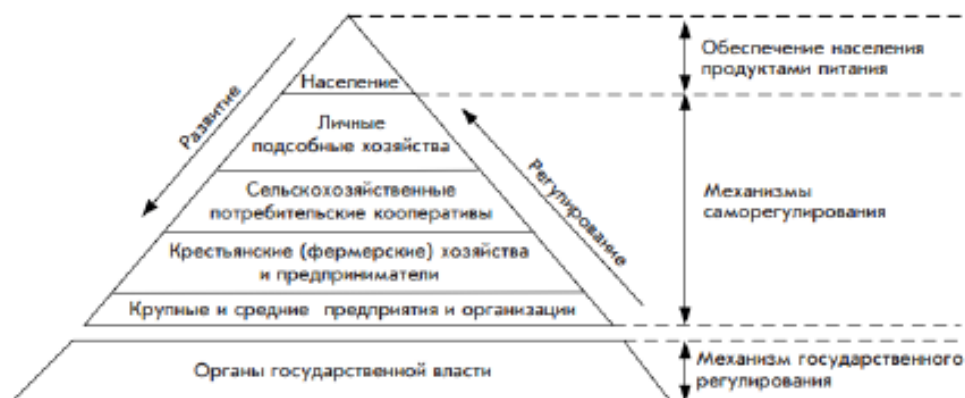 Обеспечение населения
продуктами питания
Население
Развитие
Личные
подсобные хозяйства
Регулирование
Механизмы
саморегулирования
Сельскохозяйственные
потребительские кооперативы
Крестьянские (фермерские) хозяйства
и предприниматели
Крупные и средние предприятия и организации
Органы государственной власти
Механизм государственного
регулирования